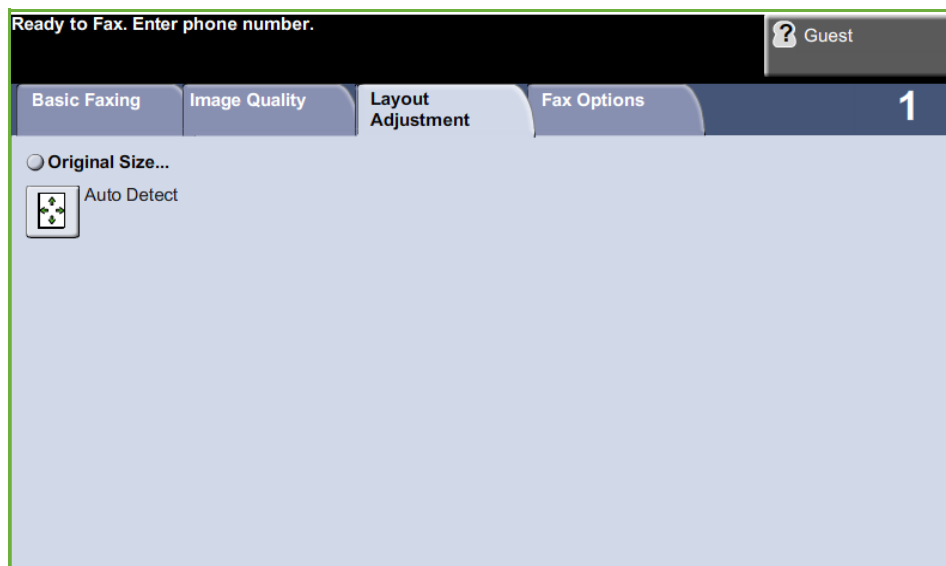 Ready to Fax. Enter phone number.
? Guest
Basic Faxing
Image Quality
Layout
Adjustment
Fax Options
1
Original Size...
Auto Detect